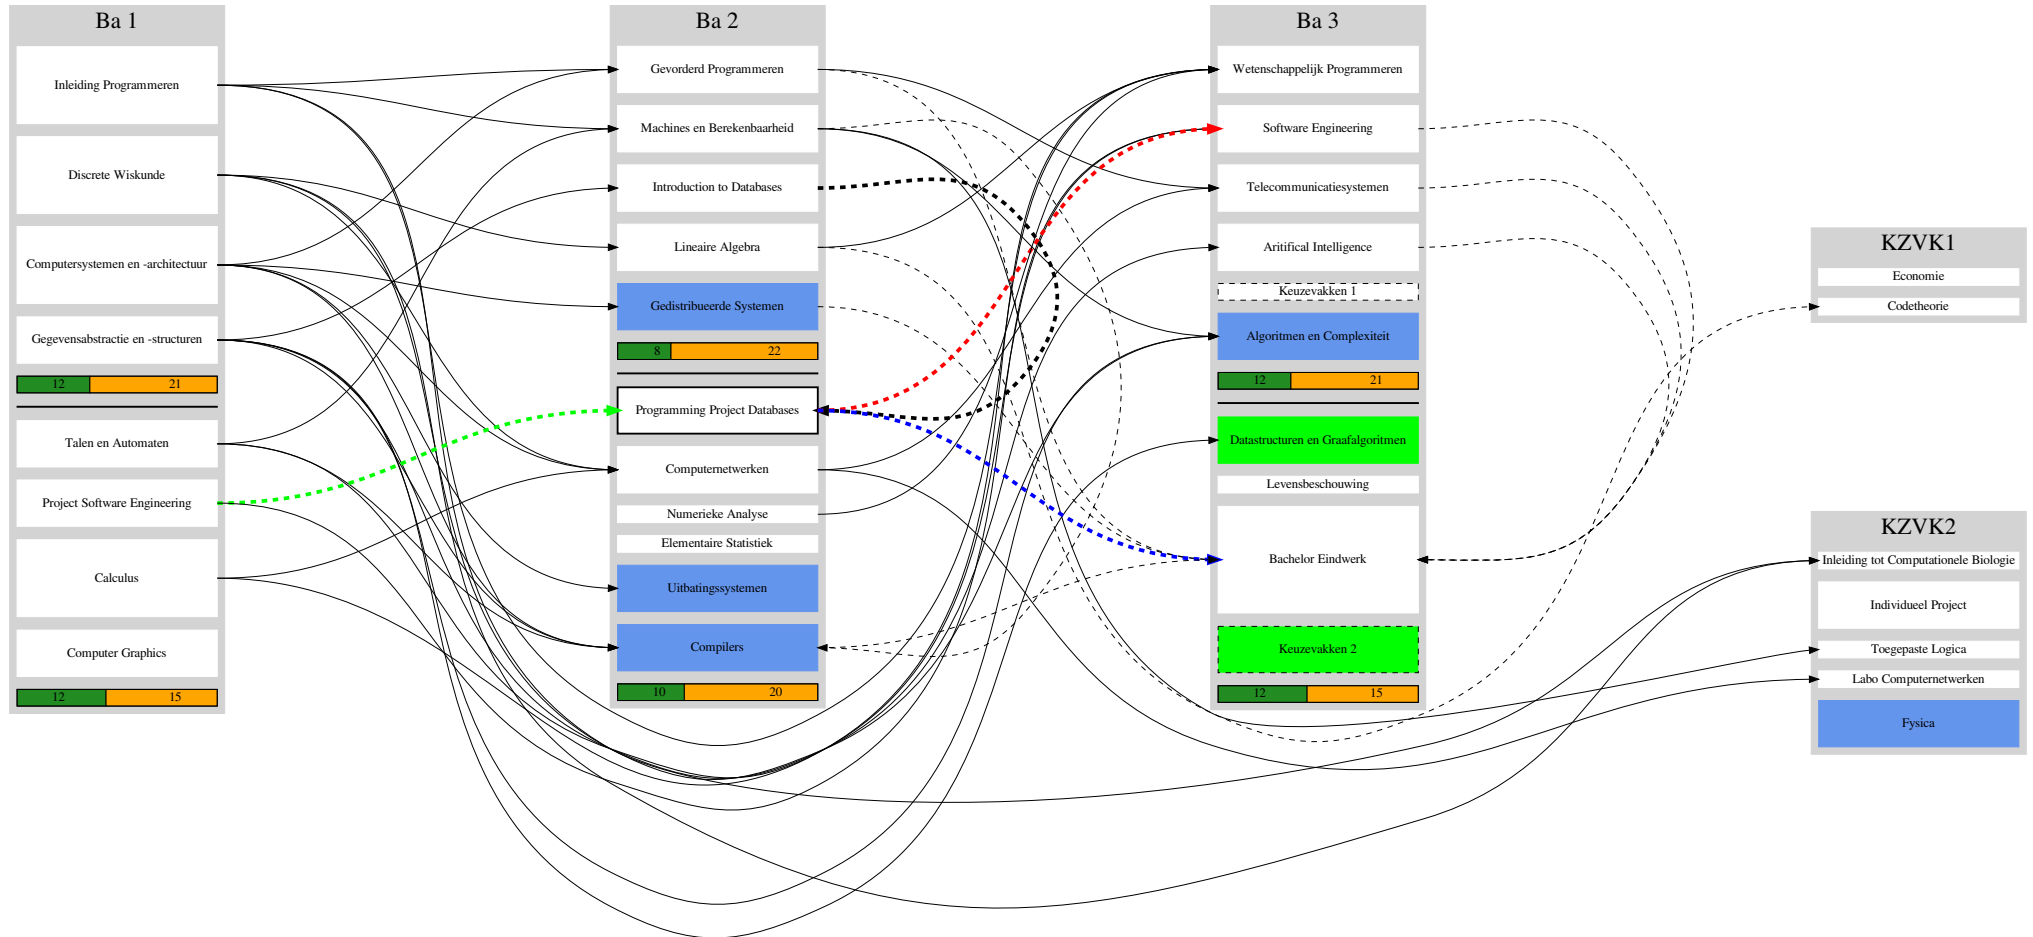 Ba 1
Inleiding Programmeren
Discrete Wiskunde
Computersystemen en -architectuur
Gegevensabstractie en -structuren
12 21
Talen en Automaten
Project Software Engineering
Calculus
Computer Graphics
12 15
Ba 2
Gevorderd Programmeren
Machines en Berekenbaarheid
Introduction to Databases
Lineaire Algebra
Gedistribueerde Systemen
8 22
Programming Project Databases
Computernetwerken
Numerieke Analyse
Elementaire Statistiek
Uitbatingssystemen
Compilers
10 20
Ba 3
Wetenschappelijk Programmeren
Software Engineering
Telecommunicatiesystemen
Aritifical Intelligence
Keuzevakken 1
Algoritmen en Complexiteit
12 21
Datastructuren en Graafalgoritmen
Levensbeschouwing
Bachelor Eindwerk
Keuzevakken 2
12 15
KZVK1
Economie
Codetheorie
KZVK2
Inleiding tot Computationele Biologie
Individueel Project
Toegepaste Logica
Labo Computernetwerken
Fysica